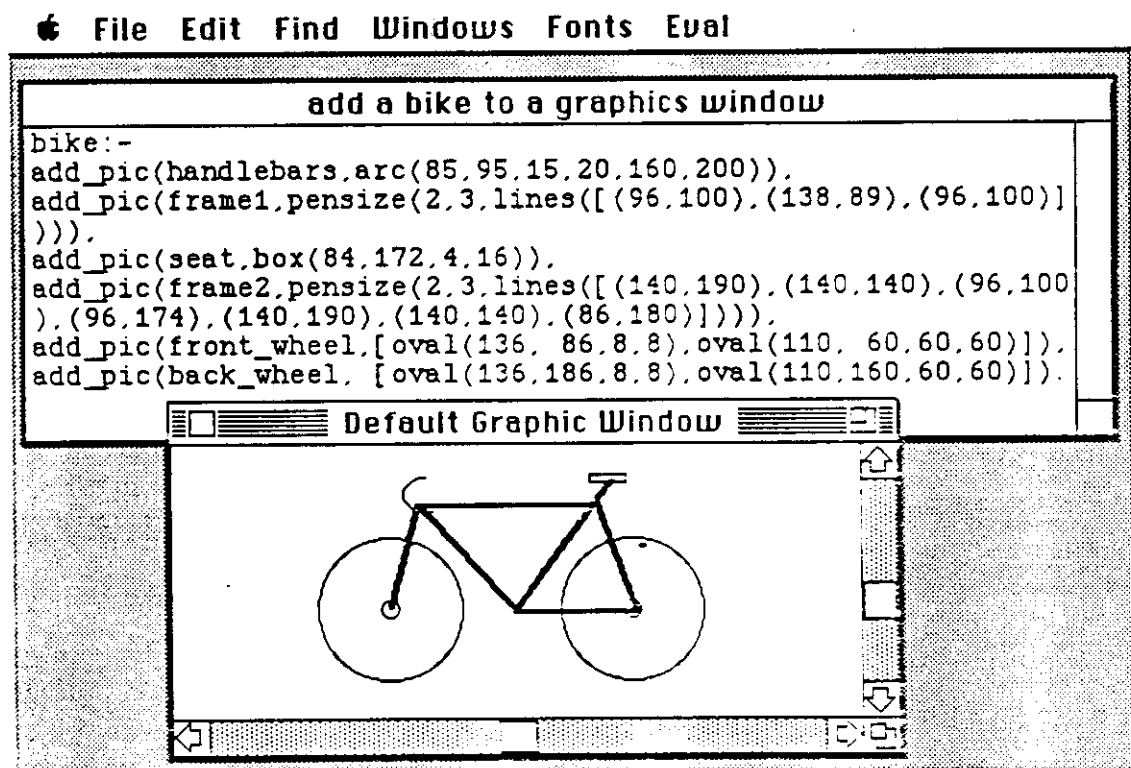 File Edit Find Windows Fonts Eval
add a bike to a graphics window
bike:-
add_pic(handlebars,arc(85,95,15,20,160,200)),
add_pic(frame1,pensize(2,3,lines([(96,100),(138,89),(96,100)]
))),
add_pic(seat,box(84,172,4,16)),
add_pic(frame2,pensize(2,3,lines([(140,190),(140,140),(96,100
),(96,174),(140,190),(140,140),(86,180)]))),
add_pic(front_wheel,[oval(136, 86,8,8),oval(110, 60,60,60)]),
add_pic(back_wheel, [oval(136,186,8,8),oval(110,160,60,60)]).
Default Graphic Window